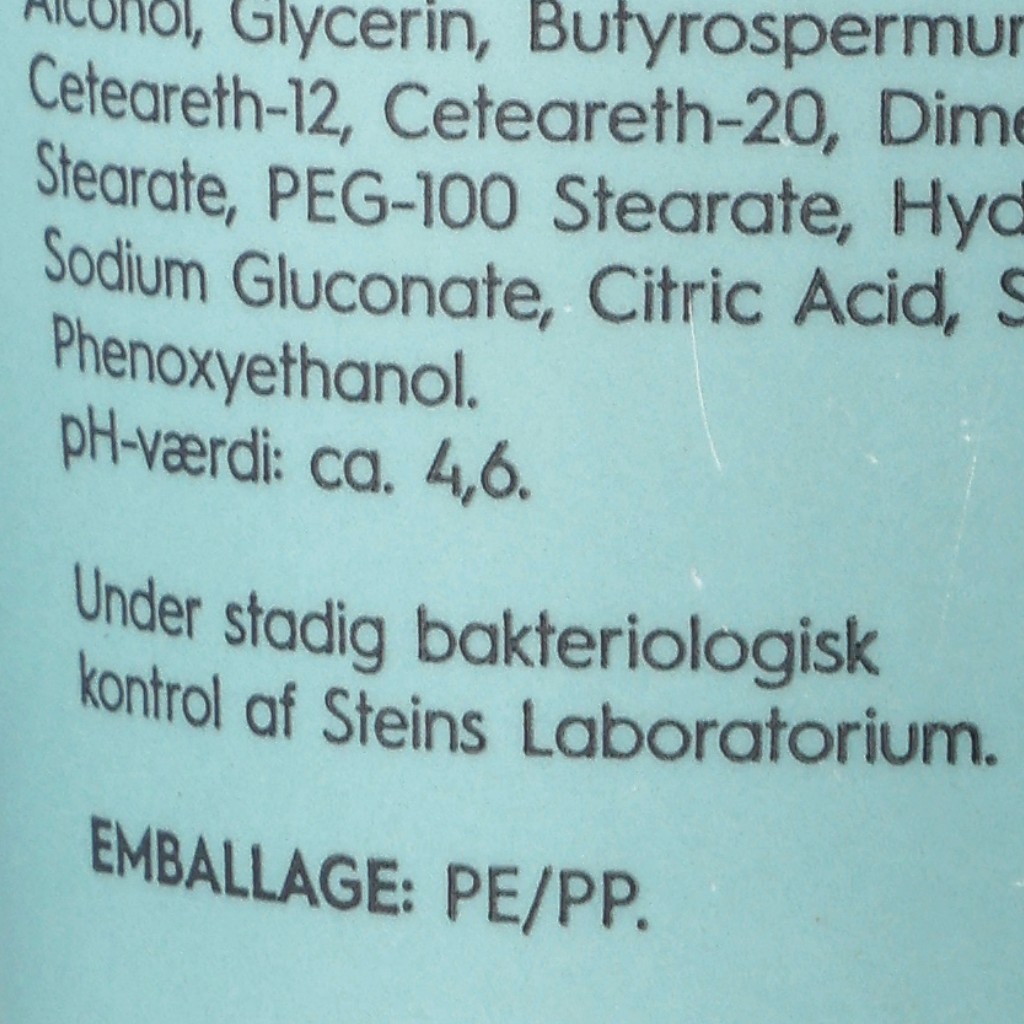 Alcohol, Glycerin, Butyrospermum
Ceteareth-12, Ceteareth-20,
Stearate, PEG-100 Stearate,
Sodium Gluconate, Citric Acid,
Phenoxyethanol.
pH-værdi: ca. 4,6.
Under stadig bakteriologisk
kontrol af Steins Laboratorium.
EMBALLAGE: PE/PP.